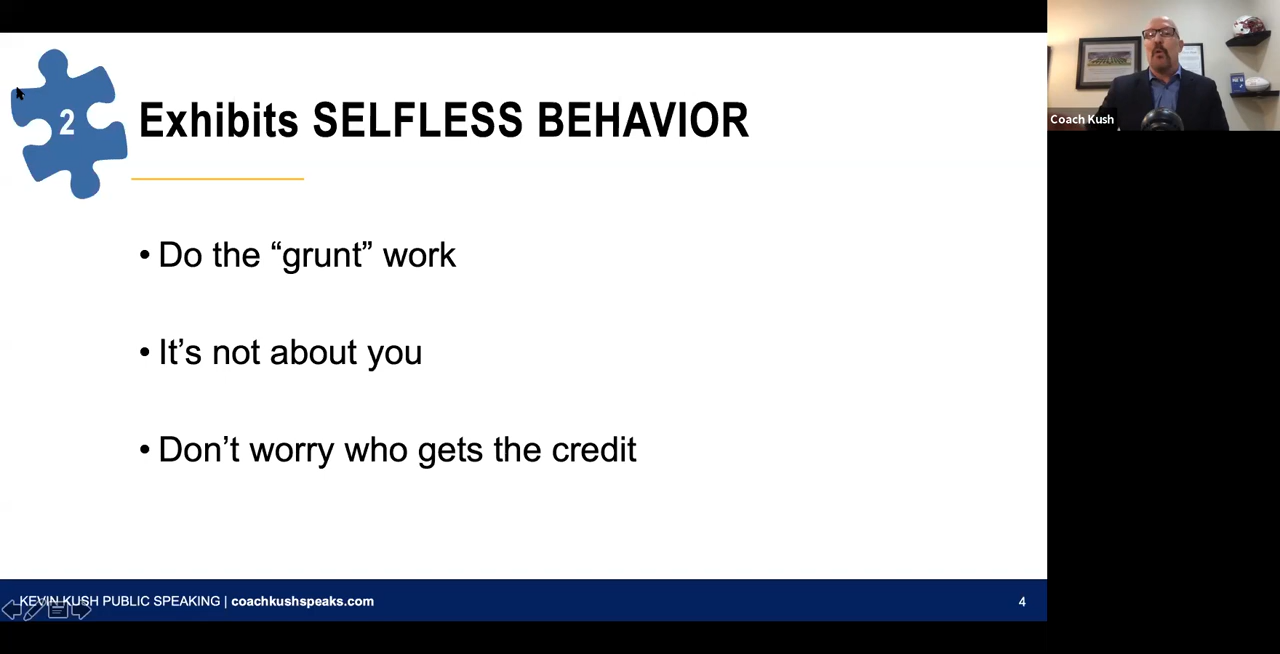 2
Exhibits SELFLESS BEHAVIOR
• Do the “grunt” work
• It’s not about you
• Don’t worry who gets the credit
KEVIN KUSH PUBLIC SPEAKING | coachkushspeaks.com
4
Coach Kush